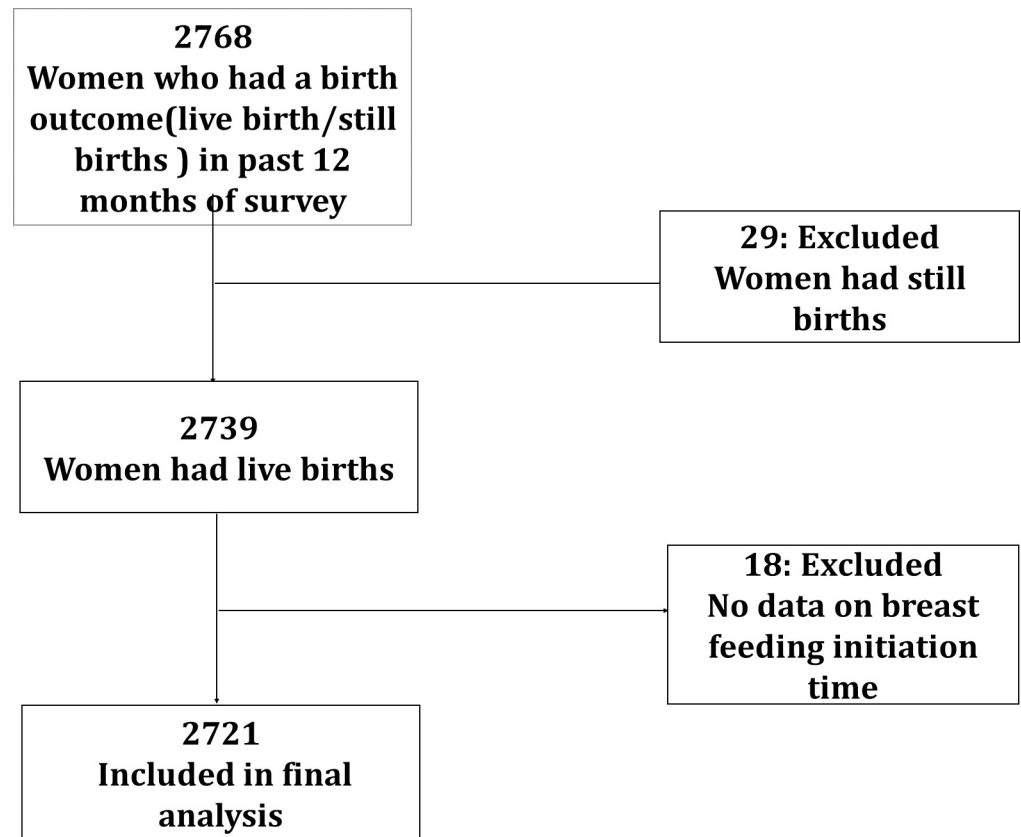 2768
Women who had a birth
outcome(live birth/still
births ) in past 12
months of survey
29: Excluded
Women had still
births
2739
Women had live births
18: Excluded
No data on breast
feeding initiation
time
2721
Included in final
analysis